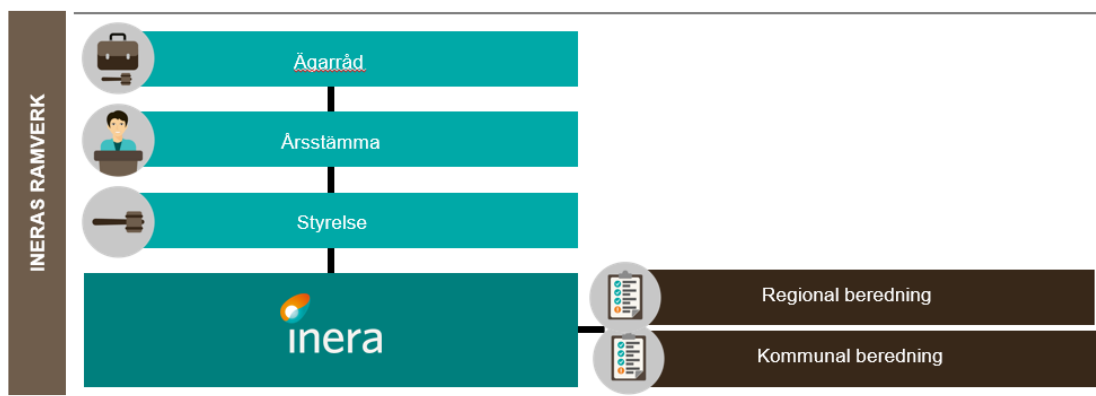 INERAS RAMVERK
Ägarråd
Årsstämma
Styrelse
inera
Regional beredning
Kommunal beredning